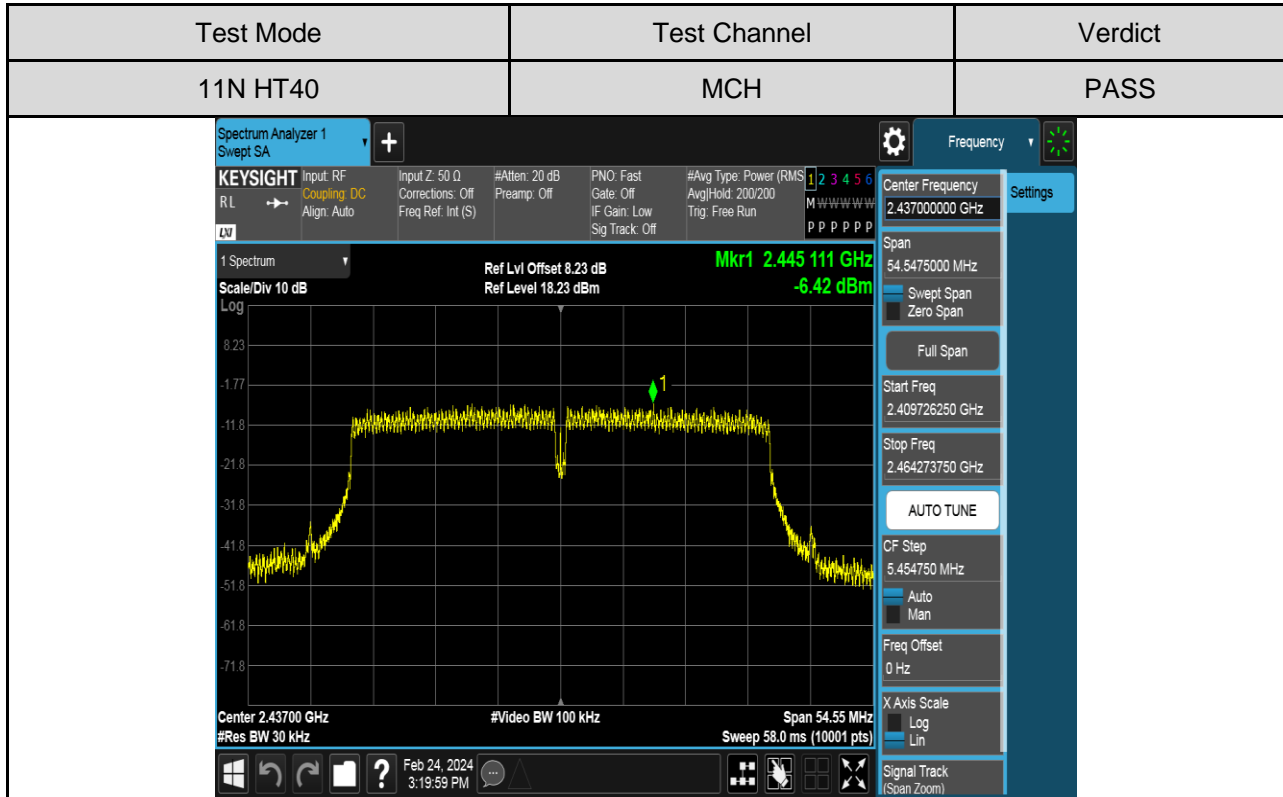 Test Mode Test Channel Verdict
11N HT40 MCH PASS
Spectrum Analyzer 1
Swept SA
+
Frequency
KEYSIGHT
RL
LXI
Input: RF
Coupling: DC
Align: Auto
Input Z: 50 Ω
Corrections: Off
Freq Ref: Int (S)
#Atten: 20 dB
Preamp: Off
PNO: Fast
Gate: Off
IF Gain: Low
Sig Track: Off
#Avg Type: Power (RMS
Avg|Hold: 200/200
Trig: Free Run
1 2 3 4 5 6
M W W W W W
P P P P P P
1 Spectrum
Scale/Div 10 dB
Log
Ref Lvl Offset 8.23 dB
Ref Level 18.23 dBm
Mkr1 2.445 111 GHz
-6.42 dBm
8.23
-1.77
-11.8
-21.8
-31.8
-41.8
-51.8
-61.8
-71.8
1
Center 2.43700 GHz
#Res BW 30 kHz
#Video BW 100 kHz
Span 54.55 MHz
Sweep 58.0 ms (10001 pts)
Center Frequency
2.437000000 GHz
Settings
Span
54.5475000 MHz
Swept Span
Zero Span
Full Span
Start Freq
2.409726250 GHz
Stop Freq
2.464273750 GHz
AUTO TUNE
CF Step
5.454750 MHz
Auto
Man
Freq Offset
0 Hz
X Axis Scale
Log
Lin
Signal Track
(Span Zoom)
?
Feb 24, 2024
3:19:59 PM